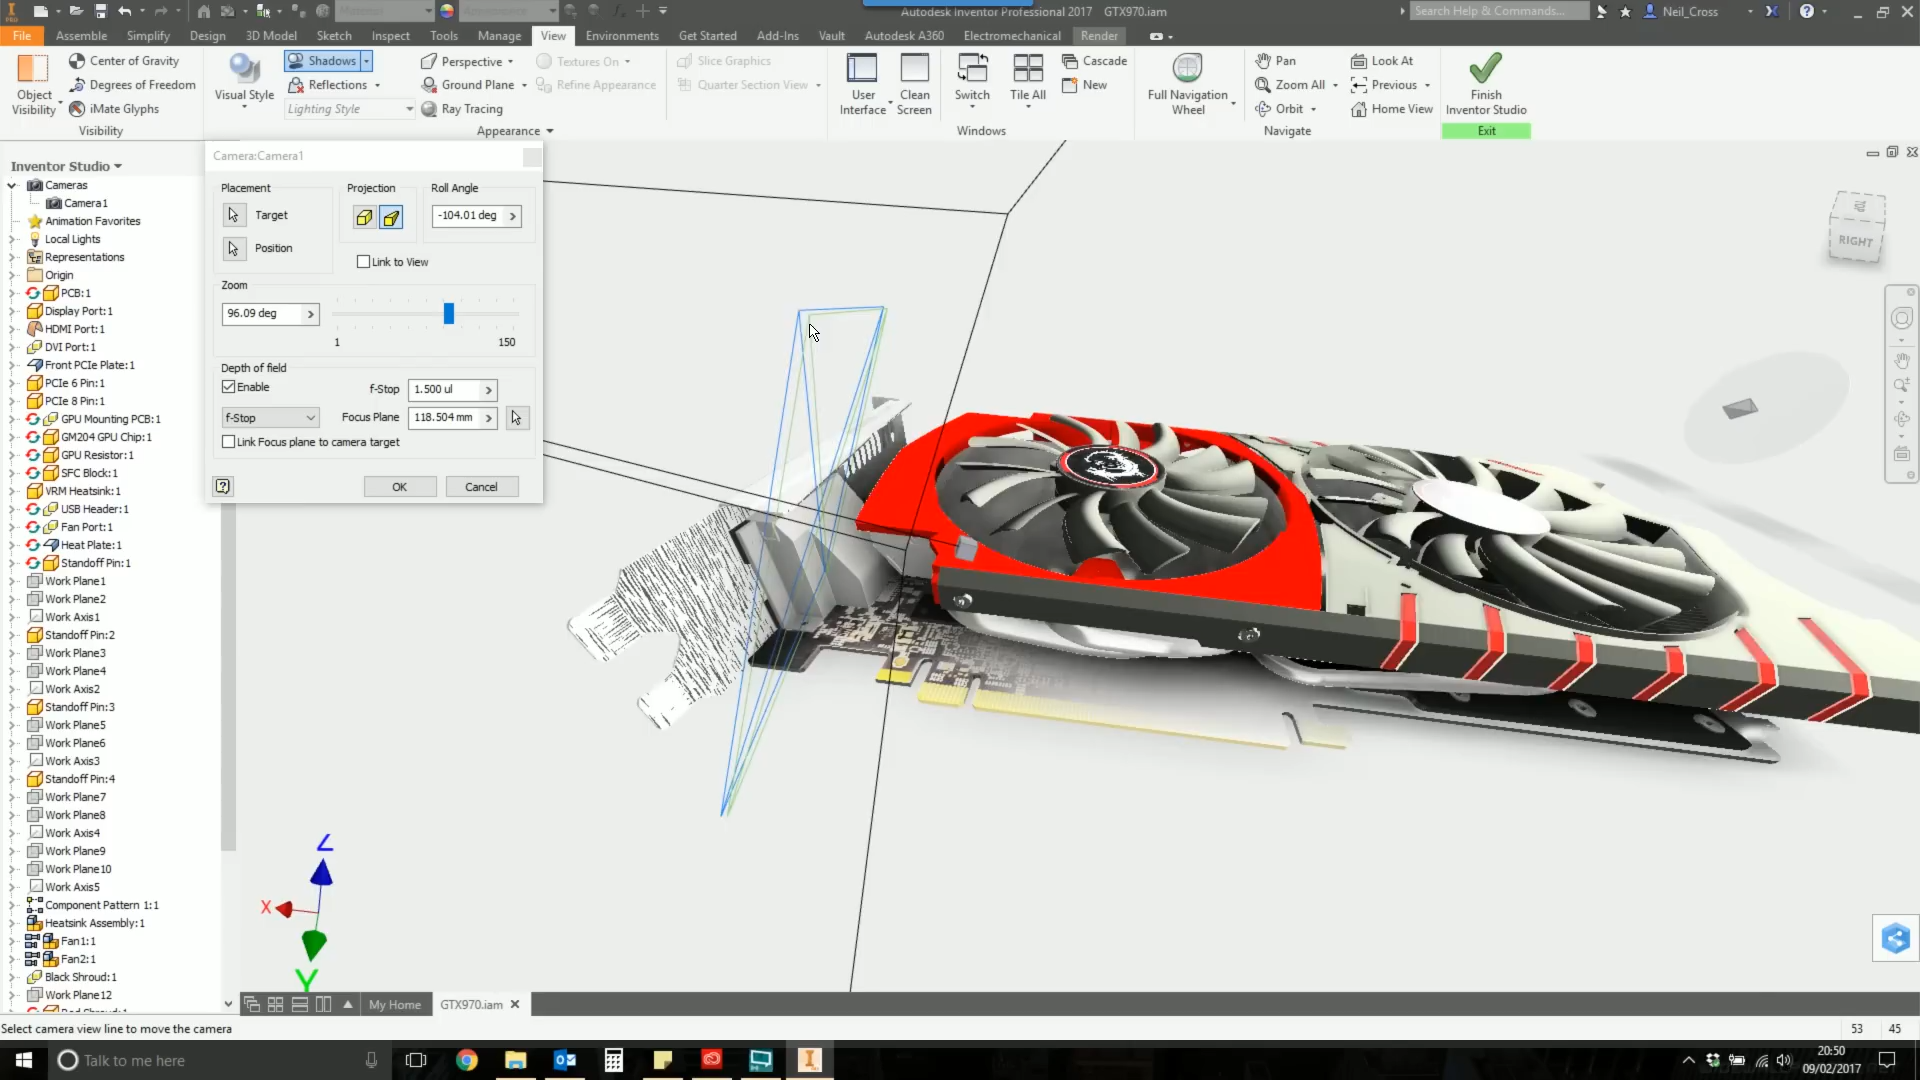 Autodesk Inventor Professional 2017 GTX970.iam
Search Help & Commands...
Neil_Cross
PRO
Material
Appearance
File
Assemble
Simplify
Design
3D Model
Sketch
Inspect
Tools
Manage
View
Environments
Get Started
Add-Ins
Vault
Autodesk A360
Electromechanical
Render
Object Visibility
Center of Gravity
Degrees of Freedom
iMate Glyphs
Visibility
Visual Style
Shadows
Reflections
Lighting Style
Perspective
Ground Plane
Ray Tracing
Textures On
Refine Appearance
Appearance
Slice Graphics
Quarter Section View
User Interface
Clean Screen
Switch
Tile All
Cascade
New
Windows
Full Navigation Wheel
Pan
Zoom All
Orbit
Look At
Previous
Home View
Navigate
Finish Inventor Studio
Exit
Inventor Studio
Cameras
Camera1
Animation Favorites
Local Lights
Representations
Origin
PCB:1
Display Port:1
HDMI Port:1
DVI Port:1
Front PCIe Plate:1
PCIe 6 Pin:1
PCIe 8 Pin:1
GPU Mounting PCB:1
GM204 GPU Chip:1
GPU Resistor:1
SFC Block:1
VRM Heatsink:1
USB Header:1
Fan Port:1
Heat Plate:1
Standoff Pin:1
Work Plane1
Work Plane2
Work Axis1
Standoff Pin:2
Work Plane3
Work Plane4
Work Axis2
Standoff Pin:3
Work Plane5
Work Plane6
Work Axis3
Standoff Pin:4
Work Plane7
Work Plane8
Work Axis4
Work Plane9
Work Plane10
Work Axis5
Component Pattern 1:1
Heatsink Assembly:1
Fan1:1
Fan2:1
Black Shroud:1
Work Plane12
Camera:Camera1
Placement
Target
Position
Projection
Link to View
Roll Angle
-104.01 deg
Zoom
96.09 deg
1
150
Depth of field
Enable
f-Stop
1.500 ul
f-Stop
Focus Plane
118.504 mm
Link Focus plane to camera target
OK
Cancel
RIGHT
Z
X
Y
My Home
GTX970.iam
Select camera view line to move the camera
53
45
Talk to me here
20:50
09/02/2017